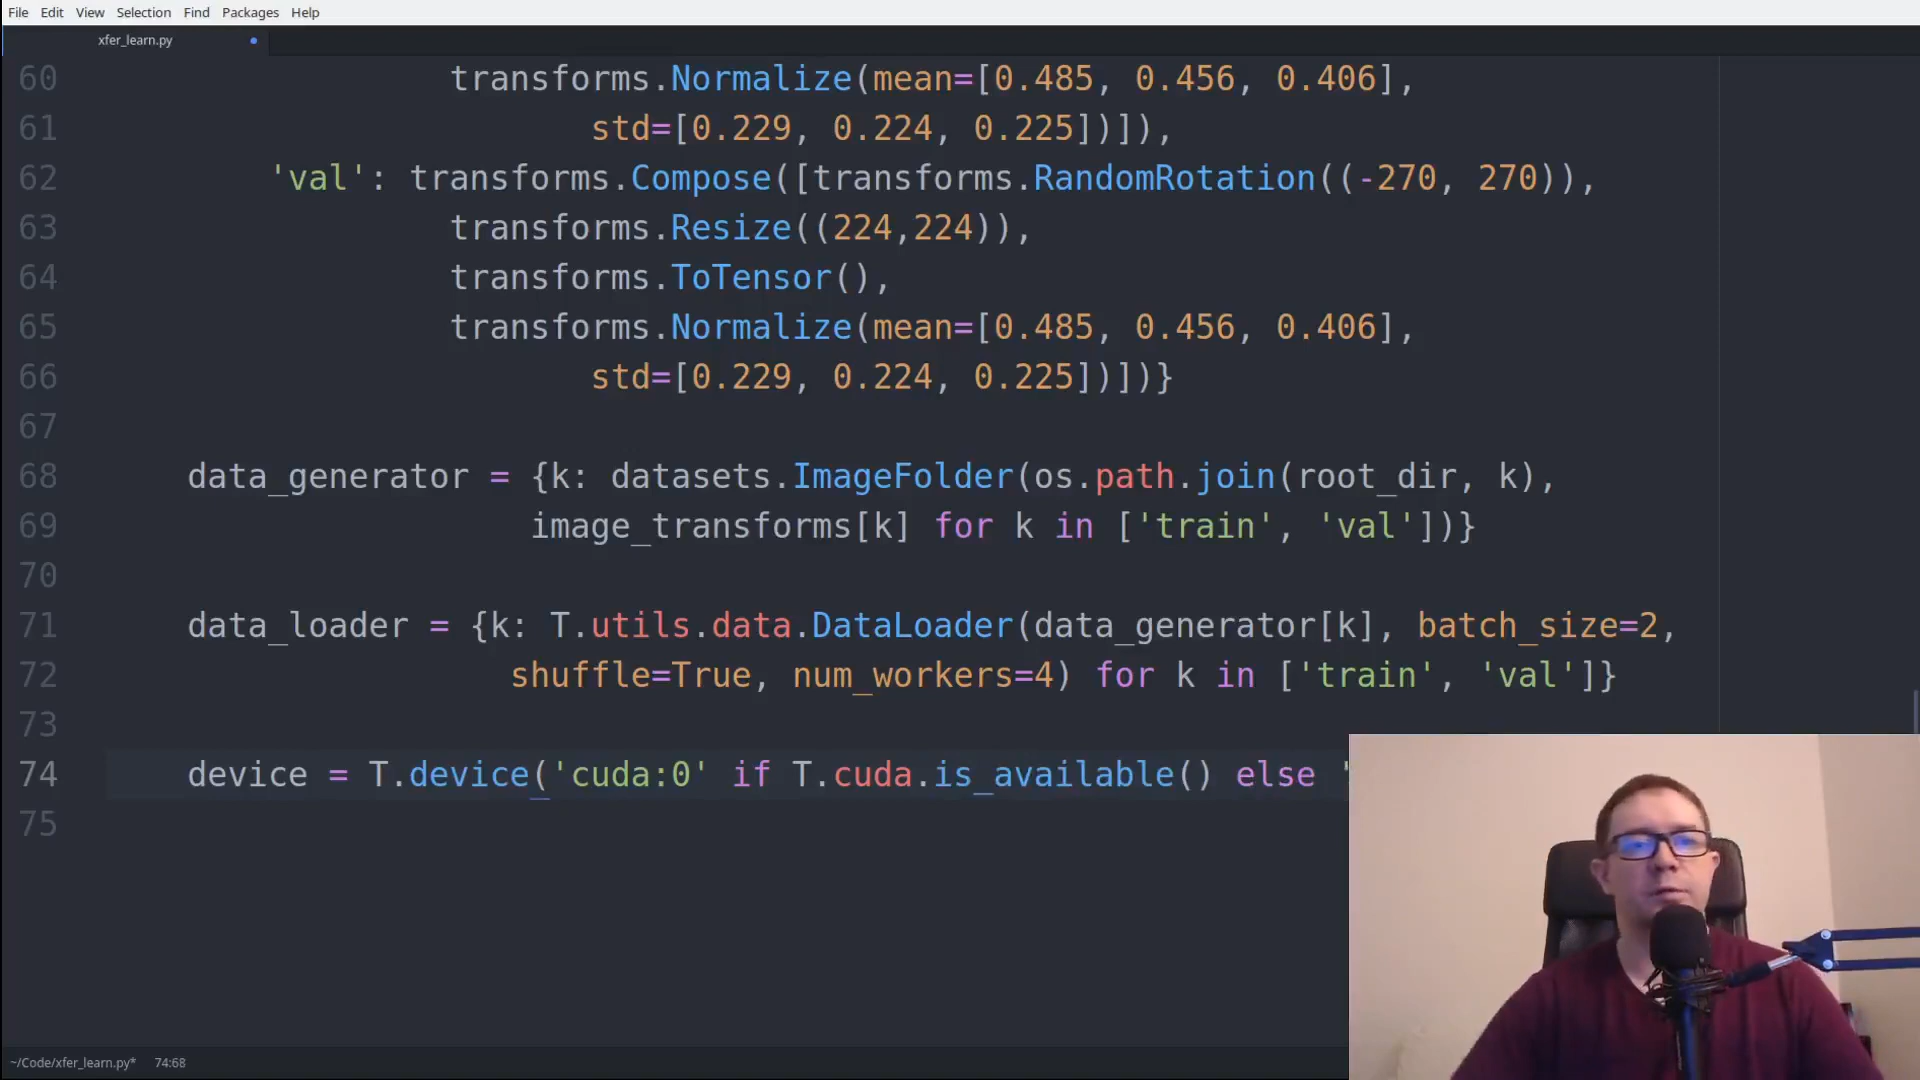 File Edit View Selection Find Packages Help
xfer_learn.py
60 transforms.Normalize(mean=[0.485, 0.456, 0.406],
61 std=[0.229, 0.224, 0.225])]),
62 'val': transforms.Compose([transforms.RandomRotation((-270, 270)),
63 transforms.Resize((224,224)),
64 transforms.ToTensor(),
65 transforms.Normalize(mean=[0.485, 0.456, 0.406],
66 std=[0.229, 0.224, 0.225])])}
67
68 data_generator = {k: datasets.ImageFolder(os.path.join(root_dir, k),
69 image_transforms[k] for k in ['train', 'val'])}
70
71 data_loader = {k: T.utils.data.DataLoader(data_generator[k], batch_size=2,
72 shuffle=True, num_workers=4) for k in ['train', 'val']}
73
74 device = T.device('cuda:0' if T.cuda.is_available() else '
75
~/Code/xfer_learn.py* 74:68